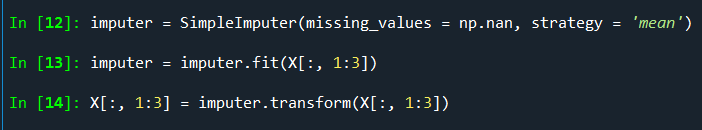 In [12]: imputer = SimpleImputer(missing_values = np.nan, strategy = 'mean')
In [13]: imputer = imputer.fit(X[:, 1:3])
In [14]: X[:, 1:3] = imputer.transform(X[:, 1:3])